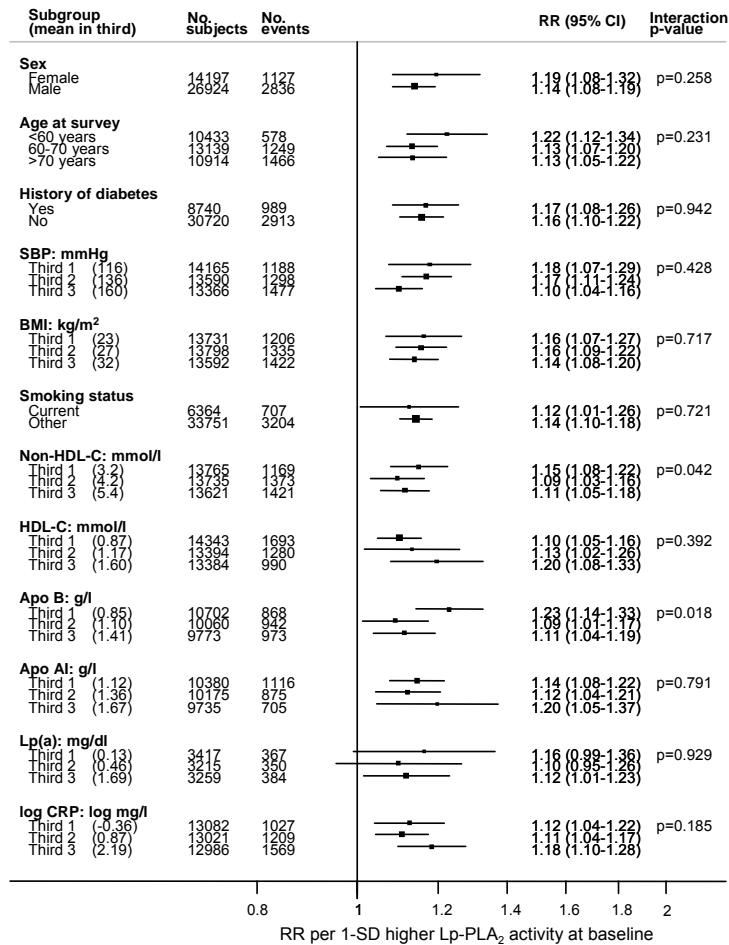 Subgroup No. No. RR (95% CI) Interaction
(mean in third) subjects events p-value
Sex
Female 14197 1127 1.19 (1.08-1.32) p=0.258
Male 26924 2836 1.14 (1.08-1.19)
Age at survey
<60 years 10433 578 1.22 (1.12-1.34) p=0.231
60-70 years 13139 1249 1.13 (1.07-1.20)
>70 years 10914 1466 1.13 (1.05-1.22)
History of diabetes
Yes 8740 989 1.17 (1.08-1.26) p=0.942
No 30720 2913 1.16 (1.10-1.22)
SBP: mmHg
Third 1 (116) 14165 1188 1.18 (1.07-1.29) p=0.428
Third 2 (136) 13590 1298 1.17 (1.11-1.24)
Third 3 (160) 13366 1477 1.10 (1.04-1.16)
BMI: kg/m²
Third 1 (23) 13731 1206 1.16 (1.07-1.27) p=0.717
Third 2 (27) 13798 1335 1.16 (1.09-1.22)
Third 3 (32) 13592 1422 1.14 (1.08-1.20)
Smoking status
Current 6364 707 1.12 (1.01-1.26) p=0.721
Other 33751 3204 1.14 (1.10-1.18)
Non-HDL-C: mmol/l
Third 1 (3.2) 13765 1169 1.15 (1.08-1.22) p=0.042
Third 2 (4.2) 13735 1373 1.09 (1.03-1.16)
Third 3 (5.4) 13621 1421 1.11 (1.05-1.18)
HDL-C: mmol/l
Third 1 (0.87) 14343 1693 1.10 (1.05-1.16) p=0.392
Third 2 (1.17) 13394 1280 1.13 (1.02-1.26)
Third 3 (1.60) 13384 990 1.20 (1.08-1.33)
Apo B: g/l
Third 1 (0.85) 10702 868 1.23 (1.14-1.33) p=0.018
Third 2 (1.10) 10060 942 1.09 (1.01-1.17)
Third 3 (1.41) 9773 973 1.11 (1.04-1.19)
Apo AI: g/l
Third 1 (1.12) 10380 1116 1.14 (1.08-1.22) p=0.791
Third 2 (1.36) 10175 875 1.12 (1.04-1.21)
Third 3 (1.67) 9735 705 1.20 (1.05-1.37)
Lp(a): mg/dl
Third 1 (0.13) 3417 367 1.16 (0.99-1.36) p=0.929
Third 2 (0.46) 3215 350 1.10 (0.95-1.26)
Third 3 (1.69) 3259 384 1.12 (1.01-1.23)
log CRP: log mg/l
Third 1 (-0.36) 13082 1027 1.12 (1.04-1.22) p=0.185
Third 2 (0.87) 13021 1209 1.11 (1.04-1.17)
Third 3 (2.19) 12986 1569 1.18 (1.10-1.28)
0.8 1 1.2 1.4 1.6 1.8 2
RR per 1-SD higher Lp-PLA₂ activity at baseline